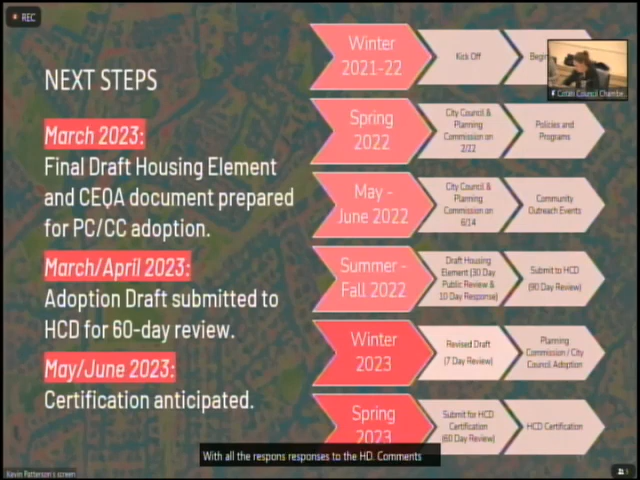 REC
NEXT STEPS
March 2023:
Final Draft Housing Element
and CEQA document prepared
for PC/CC adoption.
March/April 2023:
Adoption Draft submitted to
HCD for 60-day review.
May/June 2023:
Certification anticipated.
Winter
2021-22
Kick Off
Spring
2022
City Council &
Planning
Commission on
2/22
Policies and
Programs
May -
June 2022
City Council &
Planning
Commission on
6/14
Community
Outreach Events
Summer -
Fall 2022
Draft Housing
Element (30 Day
Public Review &
10 Day Response)
Submit to HCD
(90 Day Review)
Winter
2023
Revised Draft
(7 Day Review)
Planning
Commission / City
Council Adoption
Spring
2023
Submit for HCD
Certification
(60 Day Review)
HCD Certification
Cotati Council Chambe...
With all the respons responses to the HD. Comments
Kevin Patterson's screen